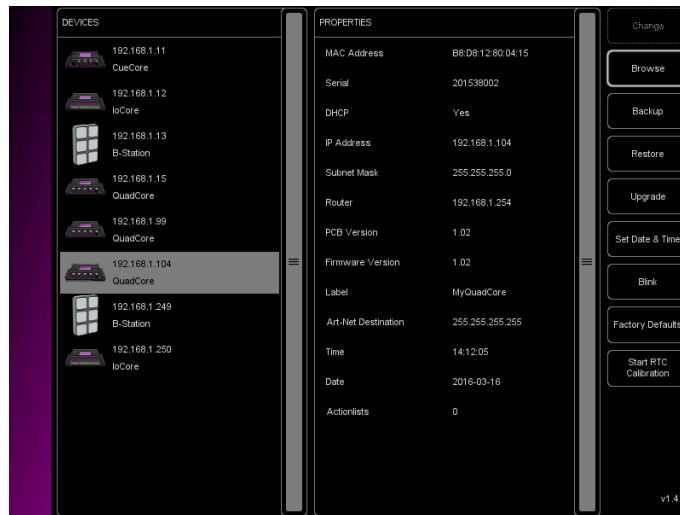 DEVICES
192.168.1.11
CueCore
192.168.1.12
IoCore
192.168.1.13
B-Station
192.168.1.15
QuadCore
192.168.1.99
QuadCore
192.168.1.104
QuadCore
192.168.1.249
B-Station
192.168.1.250
IoCore
PROPERTIES
MAC Address B8:D8:12:80:04:15
Serial 201538002
DHCP Yes
IP Address 192.168.1.104
Subnet Mask 255.255.255.0
Router 192.168.1.254
PCB Version 1.02
Firmware Version 1.02
Label MyQuadCore
Art-Net Destination 255.255.255.255
Time 14:12:05
Date 2016-03-16
Actionlists 0
Change
Browse
Backup
Restore
Upgrade
Set Date & Time
Blink
Factory Defaults
Start RTC
Calibration
v1.4